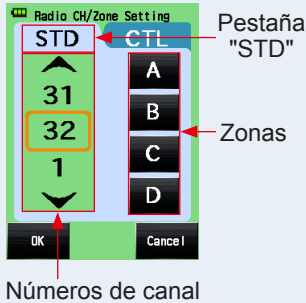 Radio CH/Zone Setting
STD
CTL
Pestaña
"STD"
31
32
1
A
B
C
D
Zonas
OK
Cancel
Números de canal